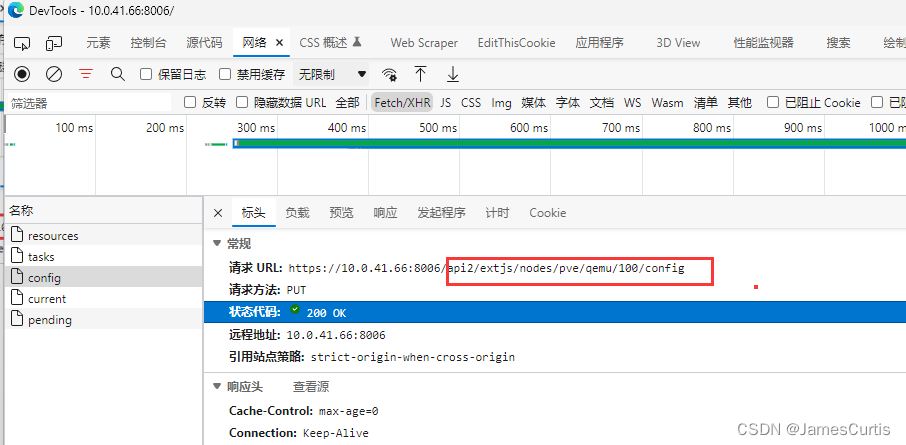 DevTools - 10.0.41.66:8006/
元素 控制台 源代码 网络 × CSS 概述 Web Scraper EditThisCookie 应用程序 3D View 性能监视器 搜索 绘制
保留日志 禁用缓存 无限制
筛选器 反转 隐藏数据 URL 全部 Fetch/XHR JS CSS Img 媒体 字体 文档 WS Wasm 清单 其他 已阻止 Cookie
100 ms 200 ms 300 ms 400 ms 500 ms 600 ms 700 ms 800 ms 900 ms 1000 m
名称 × 标头 负载 预览 响应 发起程序 计时 Cookie
resources
tasks
config
current
pending
常规
请求 URL: https://10.0.41.66:8006/api2/extjs/nodes/pve/qemu/100/config
请求方法: PUT
状态代码: 200 OK
远程地址: 10.0.41.66:8006
引用站点策略: strict-origin-when-cross-origin
响应头 查看源
Cache-Control: max-age=0
Connection: Keep-Alive
CSDN @JamesCurtis